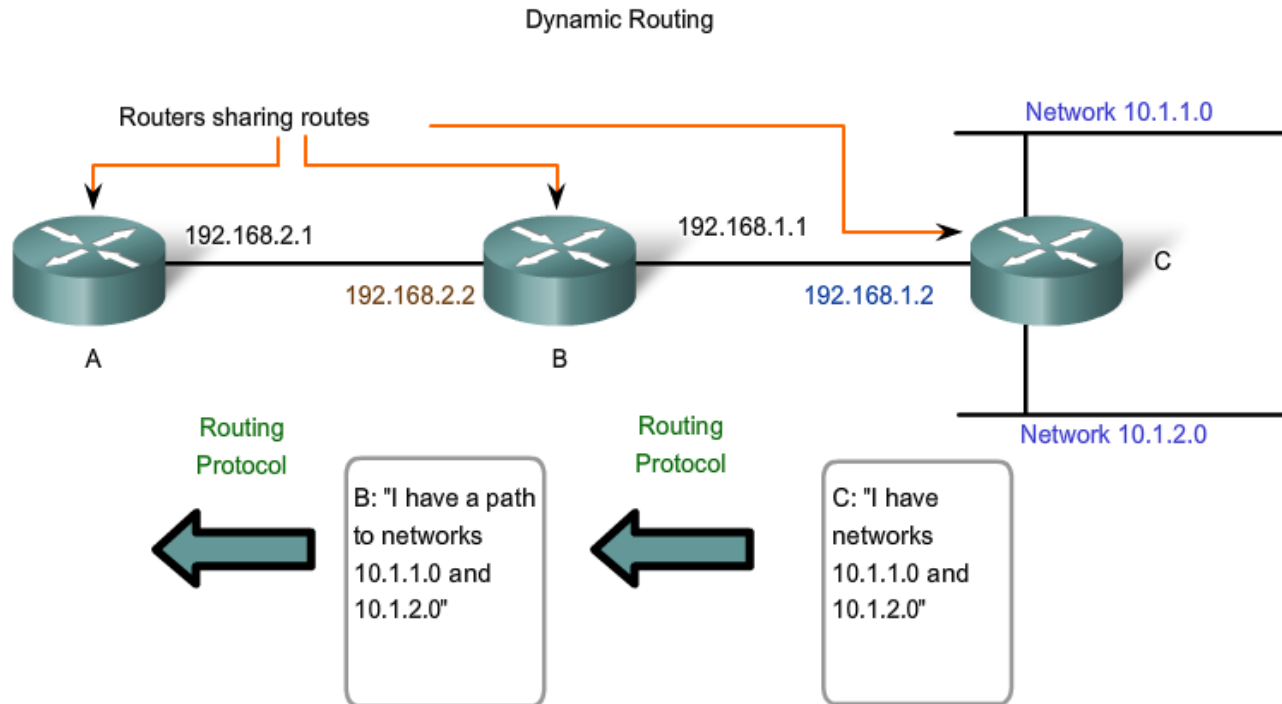 Dynamic Routing
Routers sharing routes
Network 10.1.1.0
192.168.2.1
192.168.1.1
C
192.168.2.2
192.168.1.2
A
B
Network 10.1.2.0
Routing
Protocol
Routing
Protocol
B: "I have a path
to networks
10.1.1.0 and
10.1.2.0"
C: "I have
networks
10.1.1.0 and
10.1.2.0"